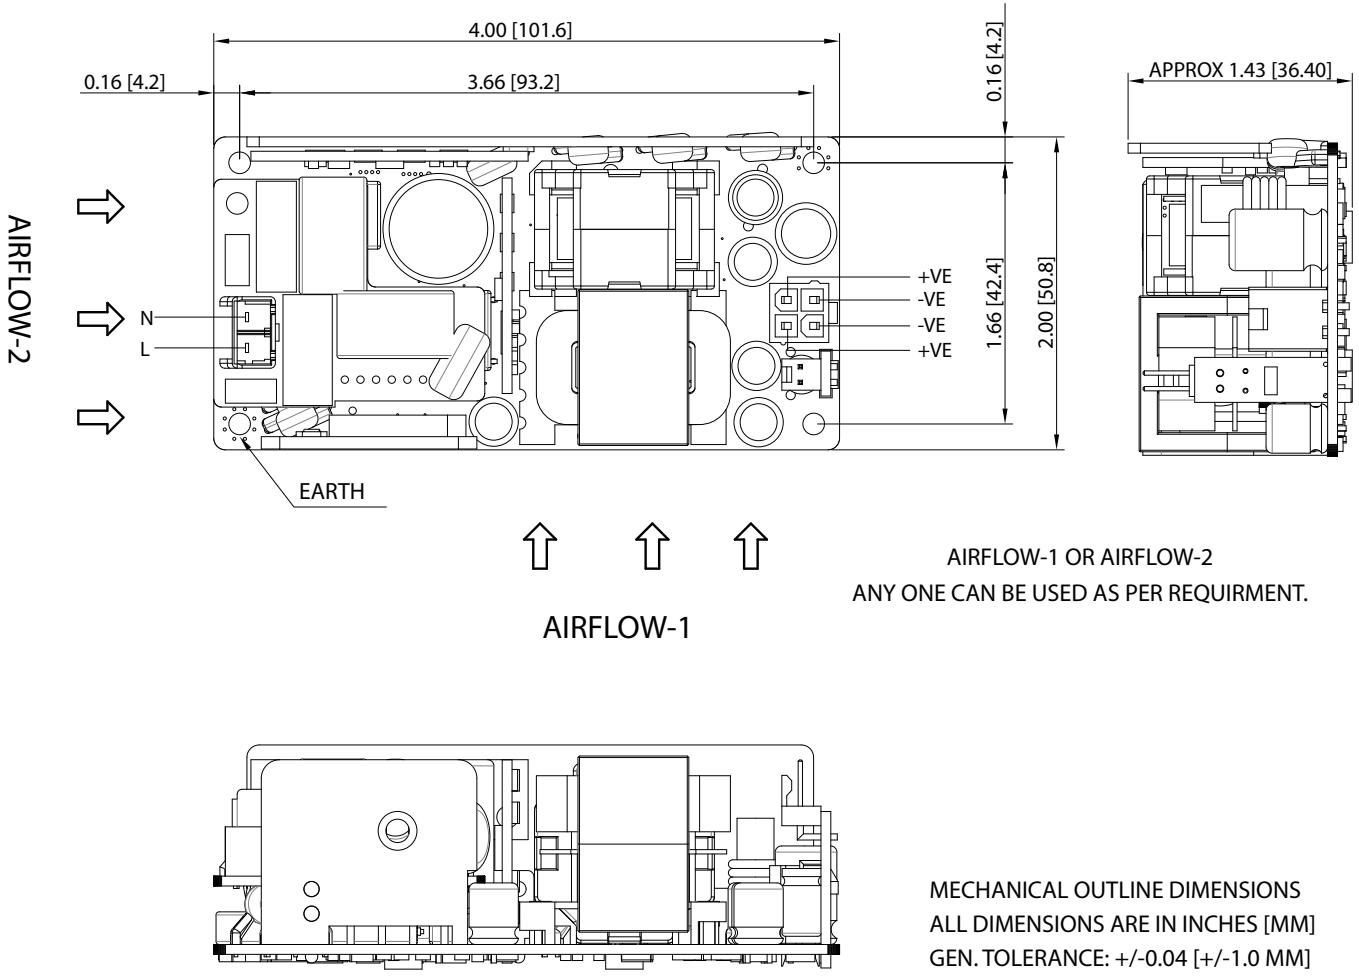 4.00 [101.6]
0.16 [4.2]
3.66 [93.2]
0.16 [4.2]
APPROX 1.43 [36.40]
AIRFLOW-2
N
L
+VE
-VE
-VE
+VE
1.66 [42.4]
2.00 [50.8]
EARTH
AIRFLOW-1 OR AIRFLOW-2
ANY ONE CAN BE USED AS PER REQUIRMENT.
AIRFLOW-1
MECHANICAL OUTLINE DIMENSIONS
ALL DIMENSIONS ARE IN INCHES [MM]
GEN. TOLERANCE: +/-0.04 [+/-1.0 MM]